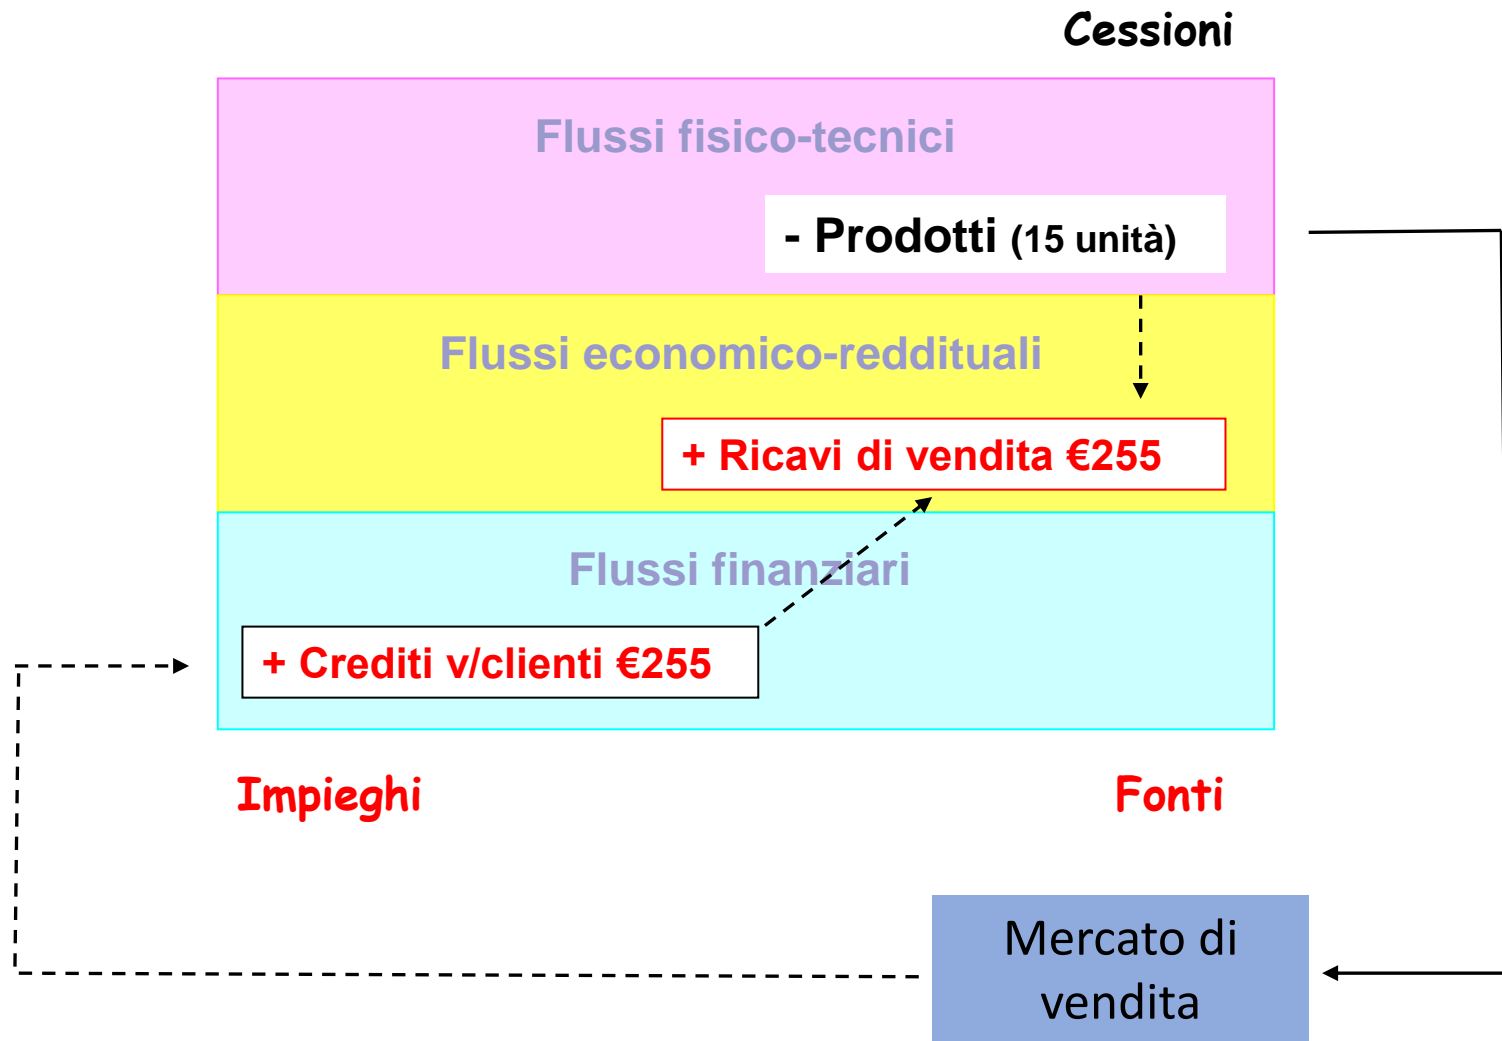 Cessioni
Flussi fisico-tecnici
- Prodotti (15 unità)
Flussi economico-reddituali
+ Ricavi di vendita €255
Flussi finanziari
+ Crediti v/clienti €255
Impieghi
Fonti
Mercato di
vendita